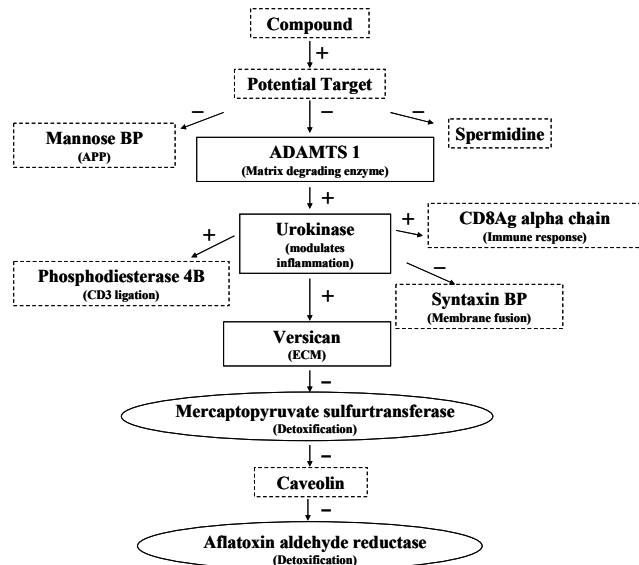 Compound
+
Potential Target
− − −
Mannose BP
(APP)
Spermidine
ADAMTS 1
(Matrix degrading enzyme)
+
Urokinase
(modulates
inflammation)
+
CD8Ag alpha chain
(Immune response)
+
Phosphodiesterase 4B
(CD3 ligation)
−
Syntaxin BP
(Membrane fusion)
+
Versican
(ECM)
−
Mercaptopyruvate sulfurtransferase
(Detoxification)
−
Caveolin
−
Aflatoxin aldehyde reductase
(Detoxification)